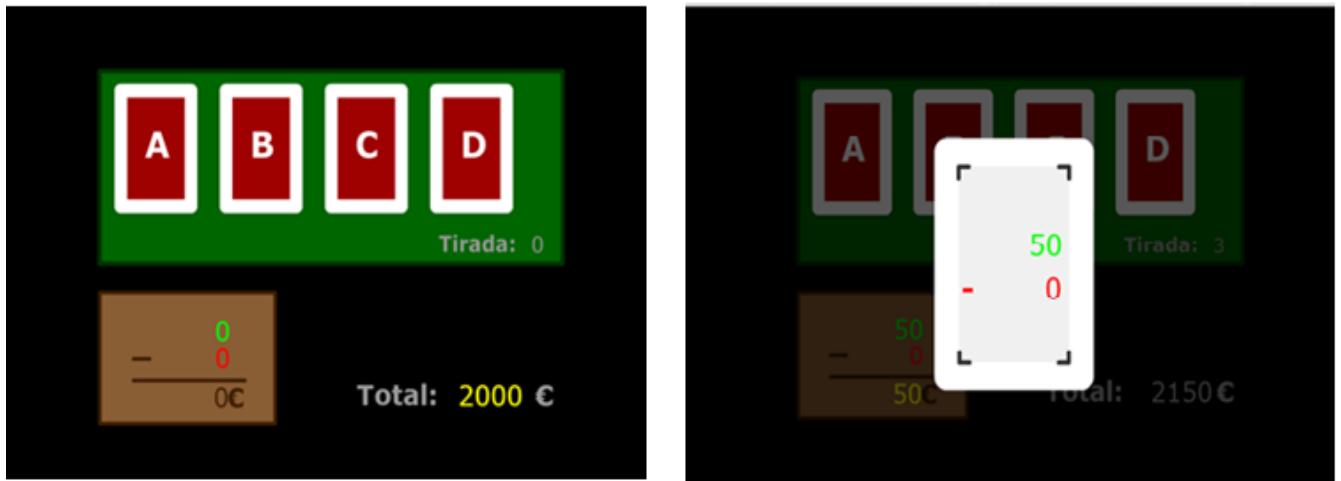 A B C D
Tirada: 0
0
– 0
0€
Total: 2000 €
A D
Tirada: 3
50
- 0
50
– 0
50€
Total: 2150 €